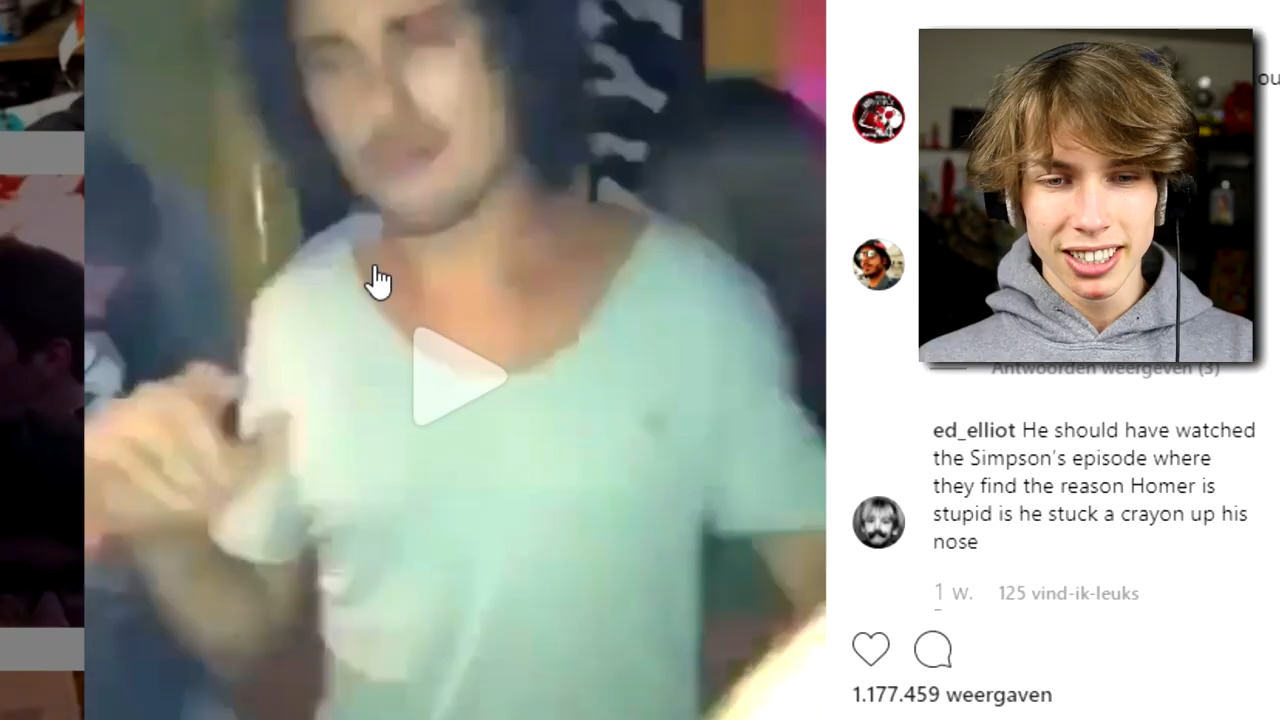 ou
Antwoorden weergeven (3)
ed_elliot He should have watched
the Simpson's episode where
they find the reason Homer is
stupid is he stuck a crayon up his
nose
1 w. 125 vind-ik-leuks
1.177.459 weergaven